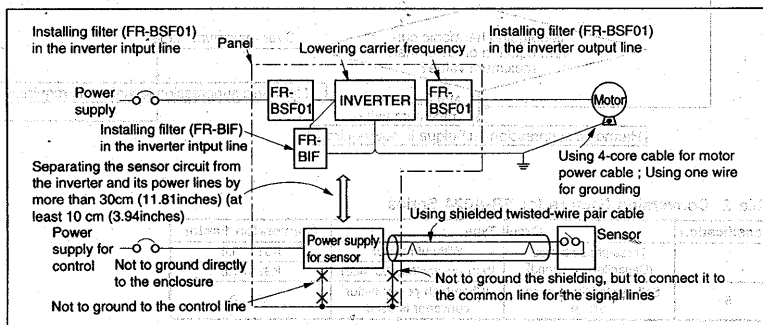 Installing filter (FR-BSF01)
in the inverter intput line
Panel
Lowering carrier frequency
Installing filter (FR-BSF01)
in the inverter output line
Power
supply
FR-
BSF01
INVERTER
FR-
BSF01
Motor
Installing filter (FR-BIF)
in the inverter intput line
FR-
BIF
Using 4-core cable for motor
power cable ; Using one wire
for grounding
Separating the sensor circuit from
the inverter and its power lines by
more than 30cm (11.81inches) (at
least 10 cm (3.94inches)
Using shielded twisted-wire pair cable
Power
supply for
control
Power supply
for sensor
Sensor
Not to ground directly
to the enclosure
Not to ground the shielding, but to connect it to
the common line for the signal lines
Not to ground to the control line